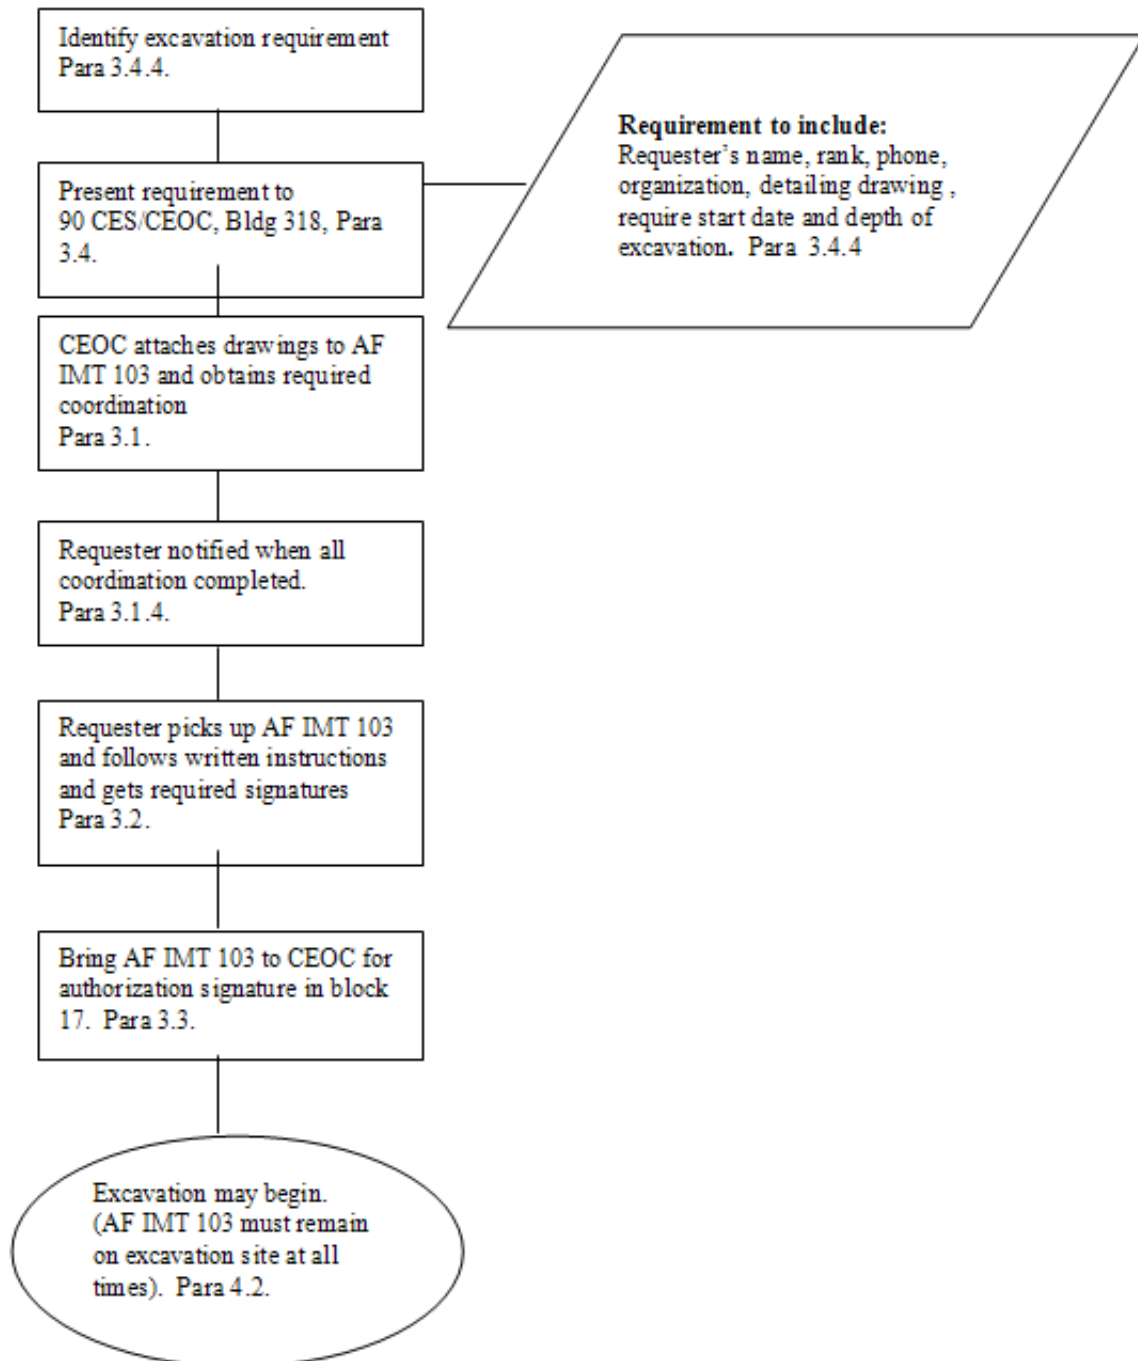 Identify excavation requirement
Para 3.4.4.
Requirement to include:
Requester’s name, rank, phone,
organization, detailing drawing ,
require start date and depth of
excavation. Para 3.4.4
Present requirement to
90 CES/CEOC, Bldg 318, Para
3.4.
CEOC attaches drawings to AF
IMT 103 and obtains required
coordination
Para 3.1.
Requester notified when all
coordination completed.
Para 3.1.4.
Requester picks up AF IMT 103
and follows written instructions
and gets required signatures
Para 3.2.
Bring AF IMT 103 to CEOC for
authorization signature in block
17. Para 3.3.
Excavation may begin.
(AF IMT 103 must remain
on excavation site at all
times). Para 4.2.